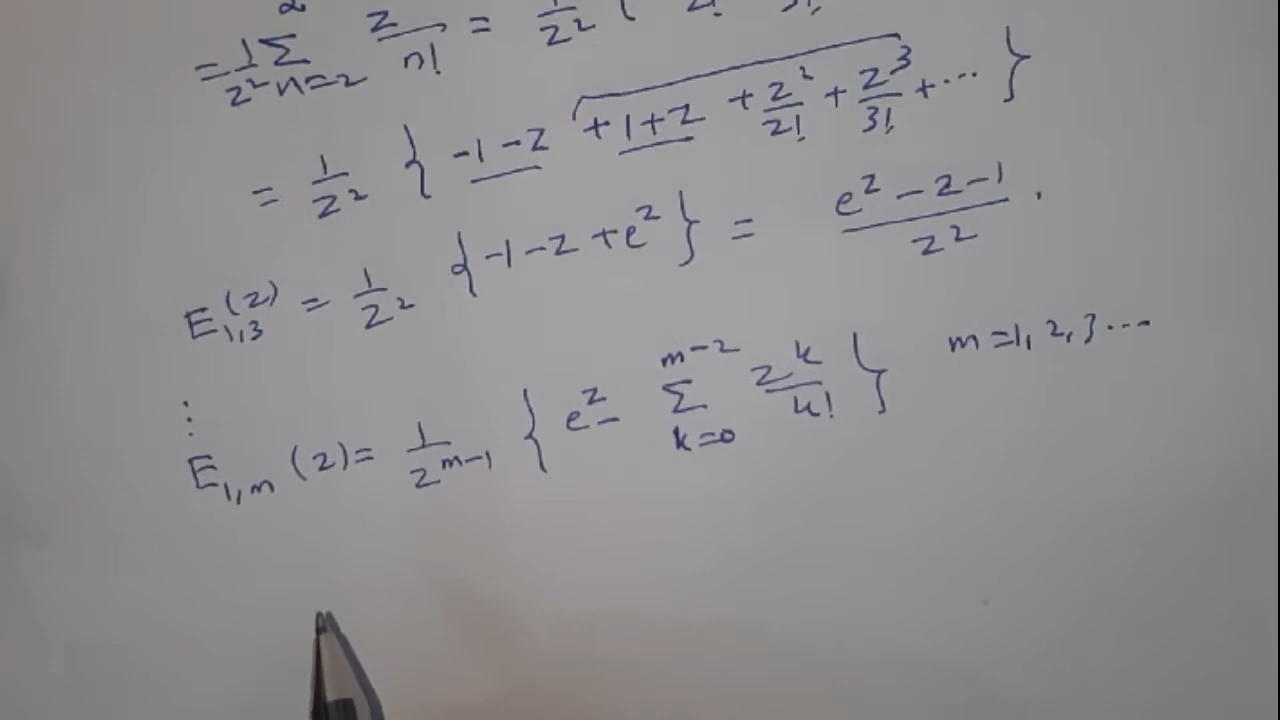 = 1/z² Σ_{n=2}^{∞} z/n! = 1/z² {
= 1/z² { -1-z +1+z + z²/2! + z³/3! + ... }
E_{1,3}(z) = 1/z² { -1-z+e^z } = (e^z - z - 1)/z² .
⋮
E_{1,m}(z) = 1/z^{m-1} { e^z - Σ_{k=0}^{m-2} z^k/k! } m = 1, 2, 3 ...